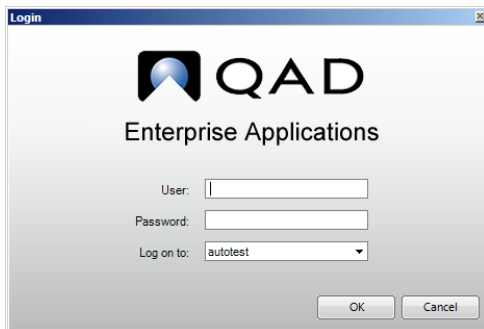 Login
QAD
Enterprise Applications
User:
Password:
Log on to: autotest
OK Cancel